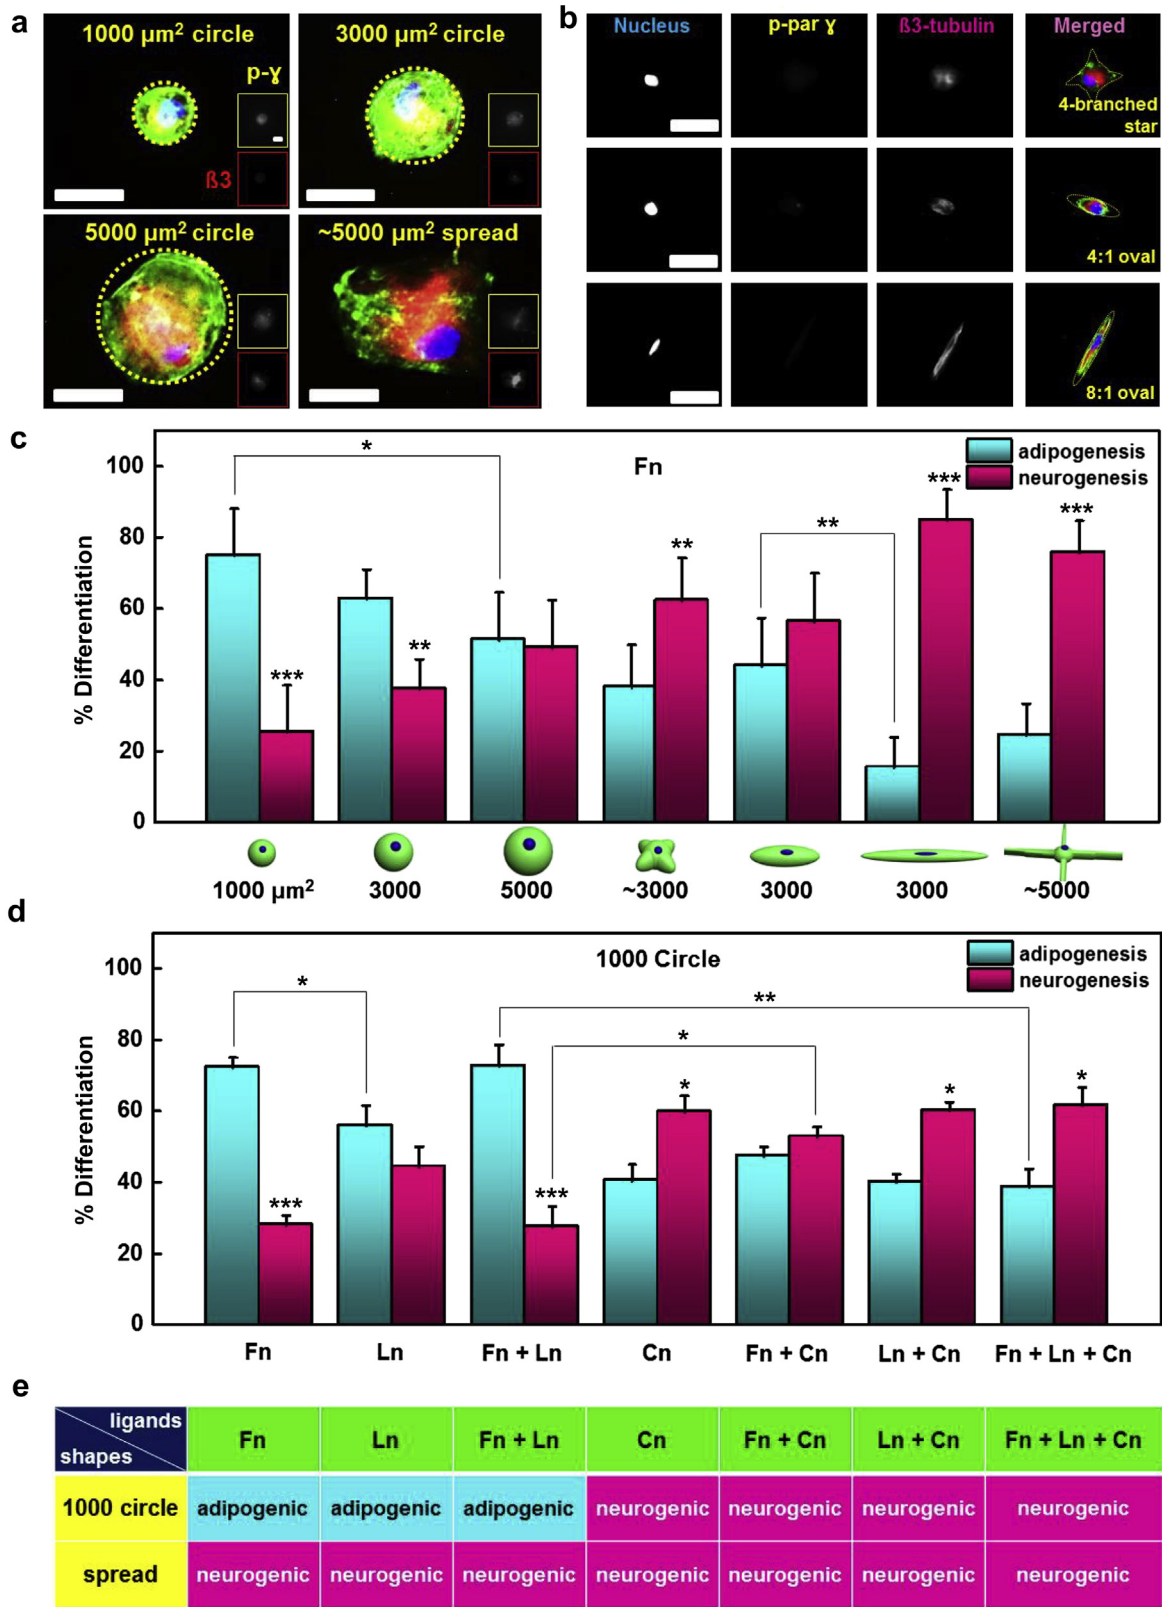 a
1000 µm² circle
3000 µm² circle
p-ɣ
ß3
5000 µm² circle
~5000 µm² spread
b
Nucleus
p-par ɣ
ß3-tubulin
Merged
4-branched
star
4:1 oval
8:1 oval
c
Fn
adipogenesis
neurogenesis
% Differentiation
100
80
60
40
20
0
*
***
**
**
**
***
***
1000 µm²
3000
5000
~3000
3000
3000
~5000
d
1000 Circle
adipogenesis
neurogenesis
% Differentiation
100
80
60
40
20
0
*
***
***
**
*
*
*
*
Fn
Ln
Fn + Ln
Cn
Fn + Cn
Ln + Cn
Fn + Ln + Cn
e
ligands
shapes
Fn
Ln
Fn + Ln
Cn
Fn + Cn
Ln + Cn
Fn + Ln + Cn
1000 circle
adipogenic
adipogenic
adipogenic
neurogenic
neurogenic
neurogenic
neurogenic
spread
neurogenic
neurogenic
neurogenic
neurogenic
neurogenic
neurogenic
neurogenic